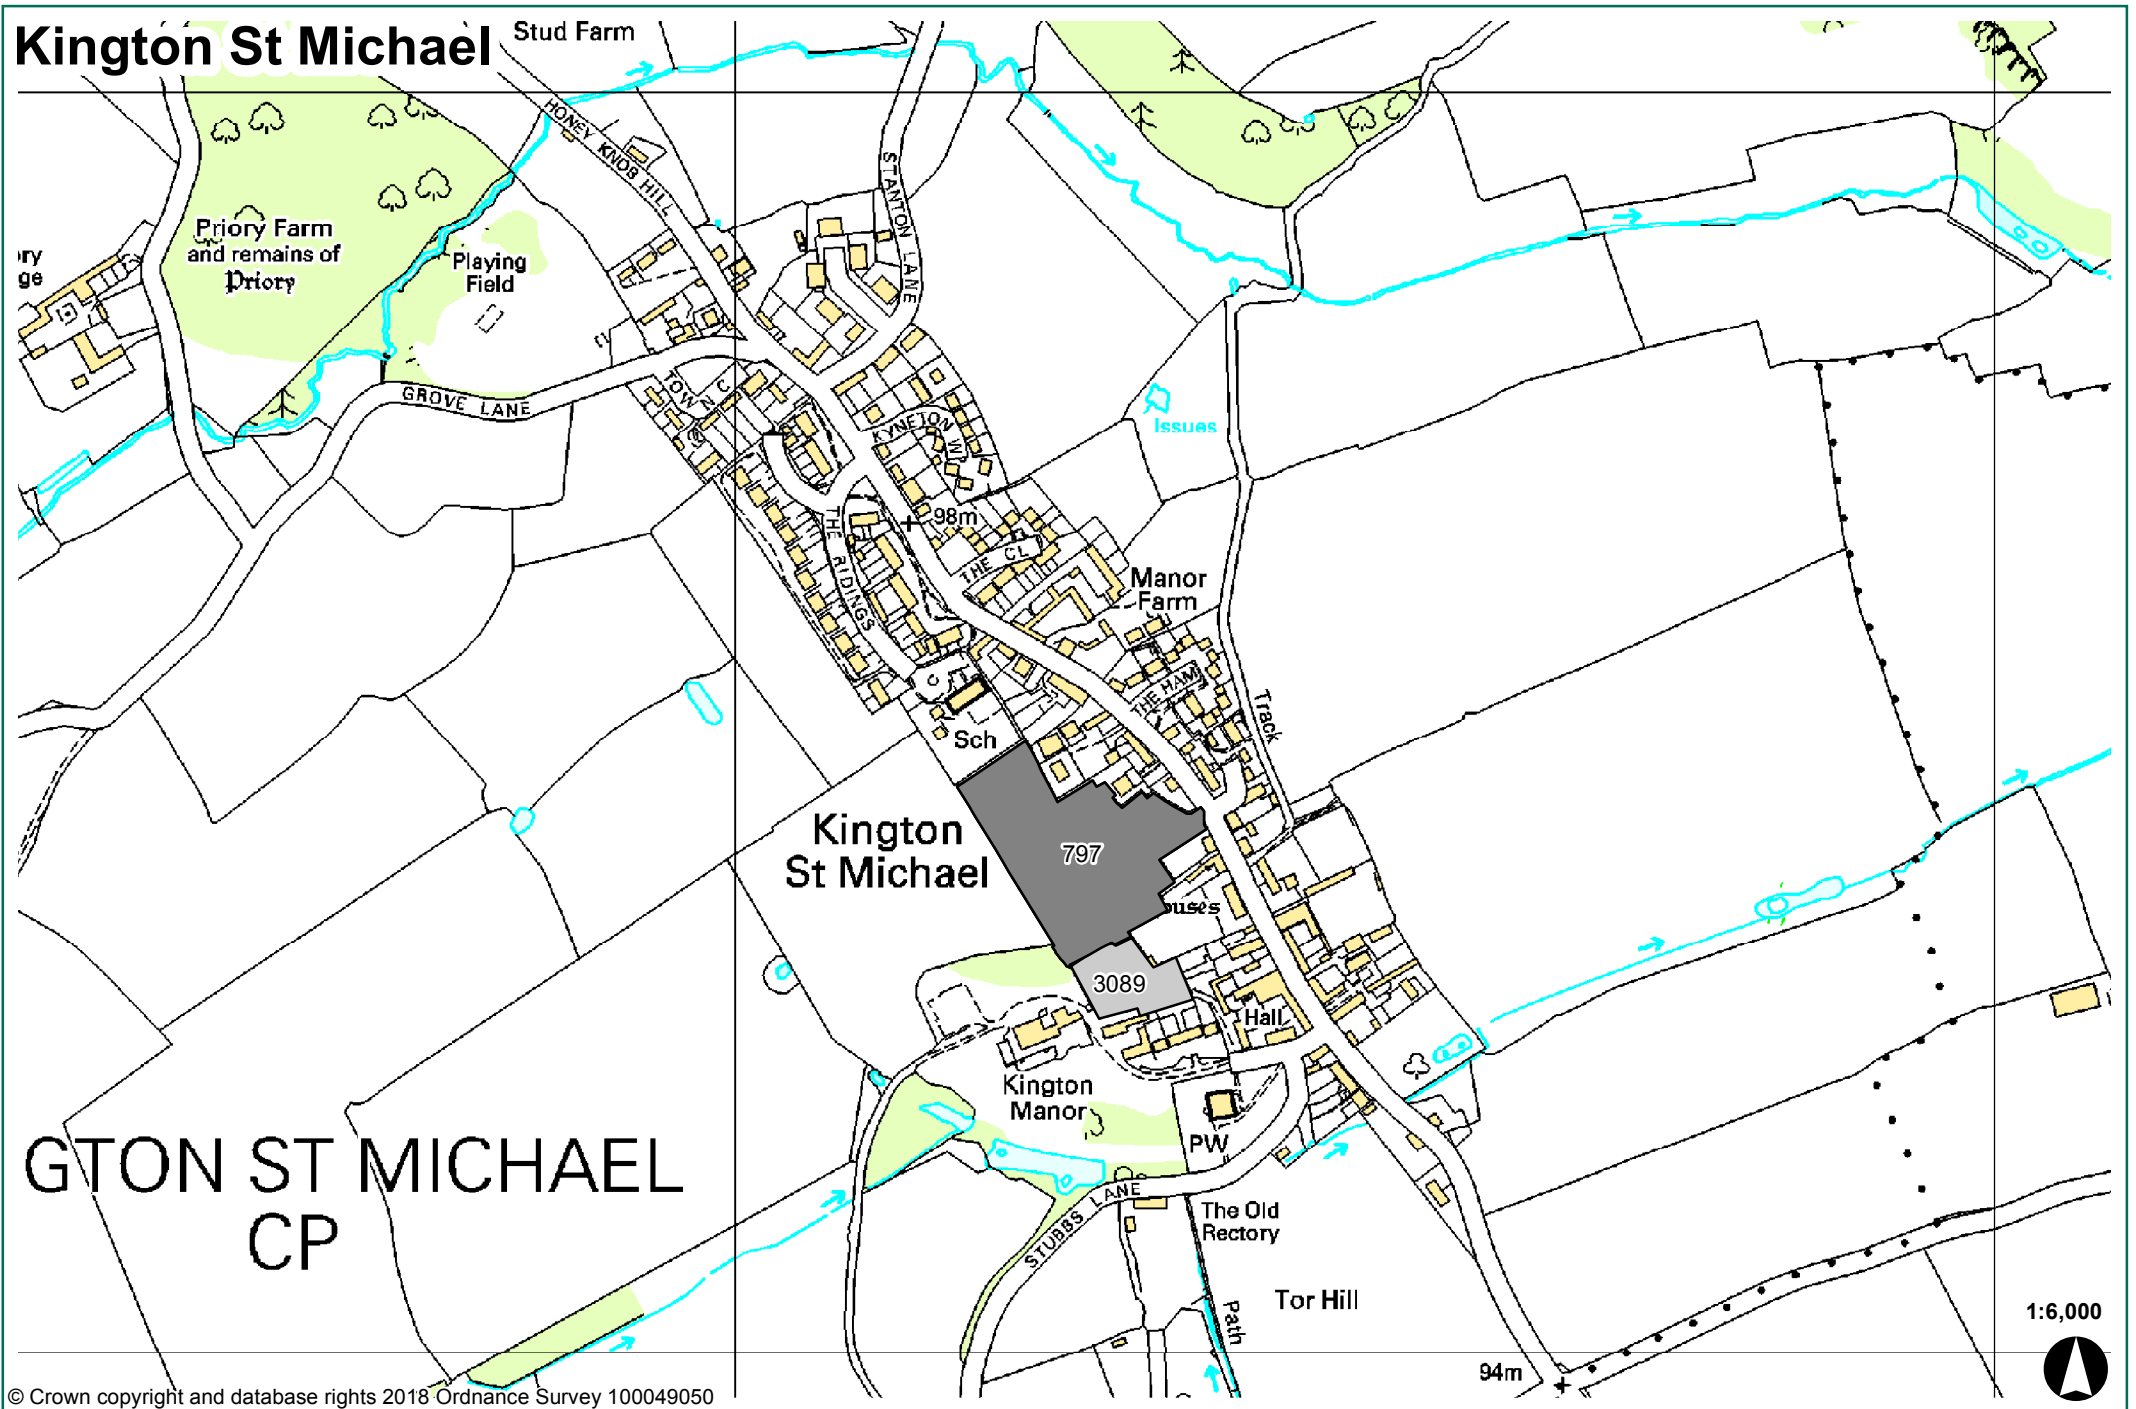 Kington St Michael
Stud Farm
HONEY KNOB HILL
STANTON LANE
Priory Farm
and remains of
Priory
Playing
Field
GROVE LANE
KYNETON W
Issues
98m
THE CL
THE RIDINGS
Manor
Farm
THE HAM
Track
C
Sch
Kington
St Michael
797
ouses
3089
Hall
Kington
Manor
PW
GTON ST MICHAEL
CP
STUBBS LANE
The Old
Rectory
Tor Hill
Path
94m
1:6,000
© Crown copyright and database rights 2018 Ordnance Survey 100049050